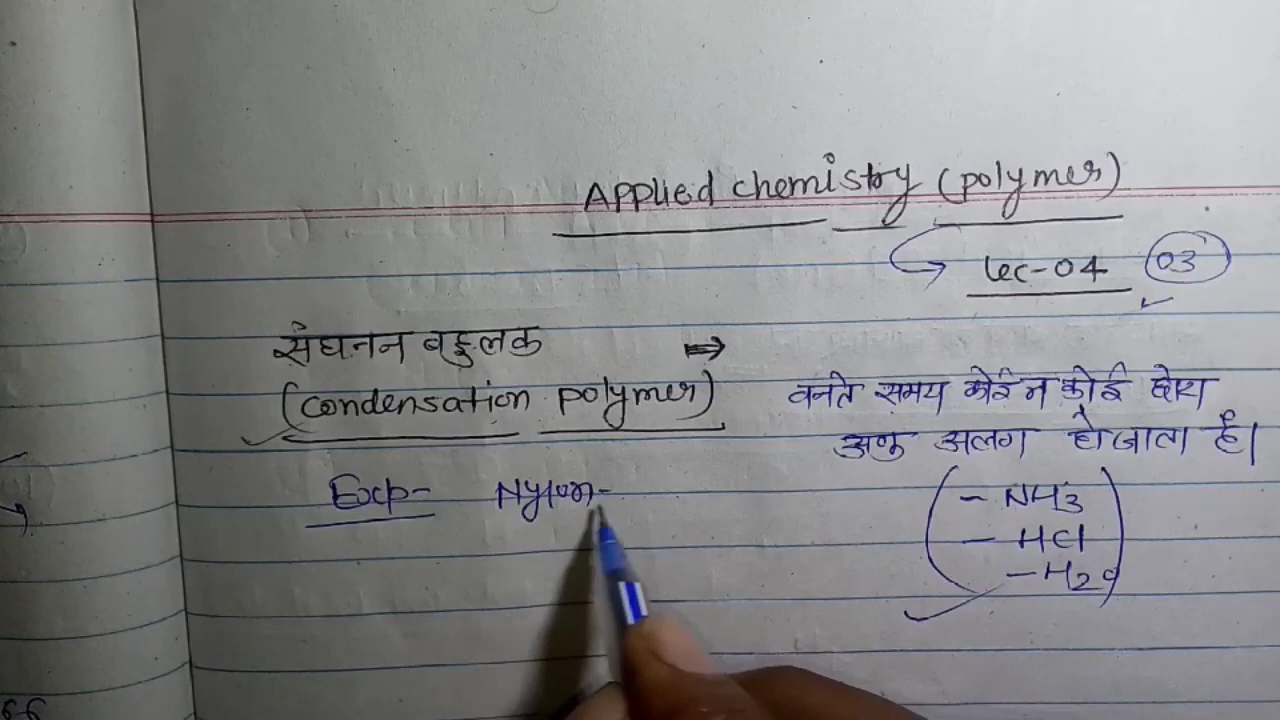 Applied chemistry (polymer)
Lec-04 03
संघनन बहुलक ⇒
(condensation polymer) बनते समय कोई न कोई छोटा
अणु अलग हो जाता है।
Exp- Nylon-
- NH3
- HCl
- H2O